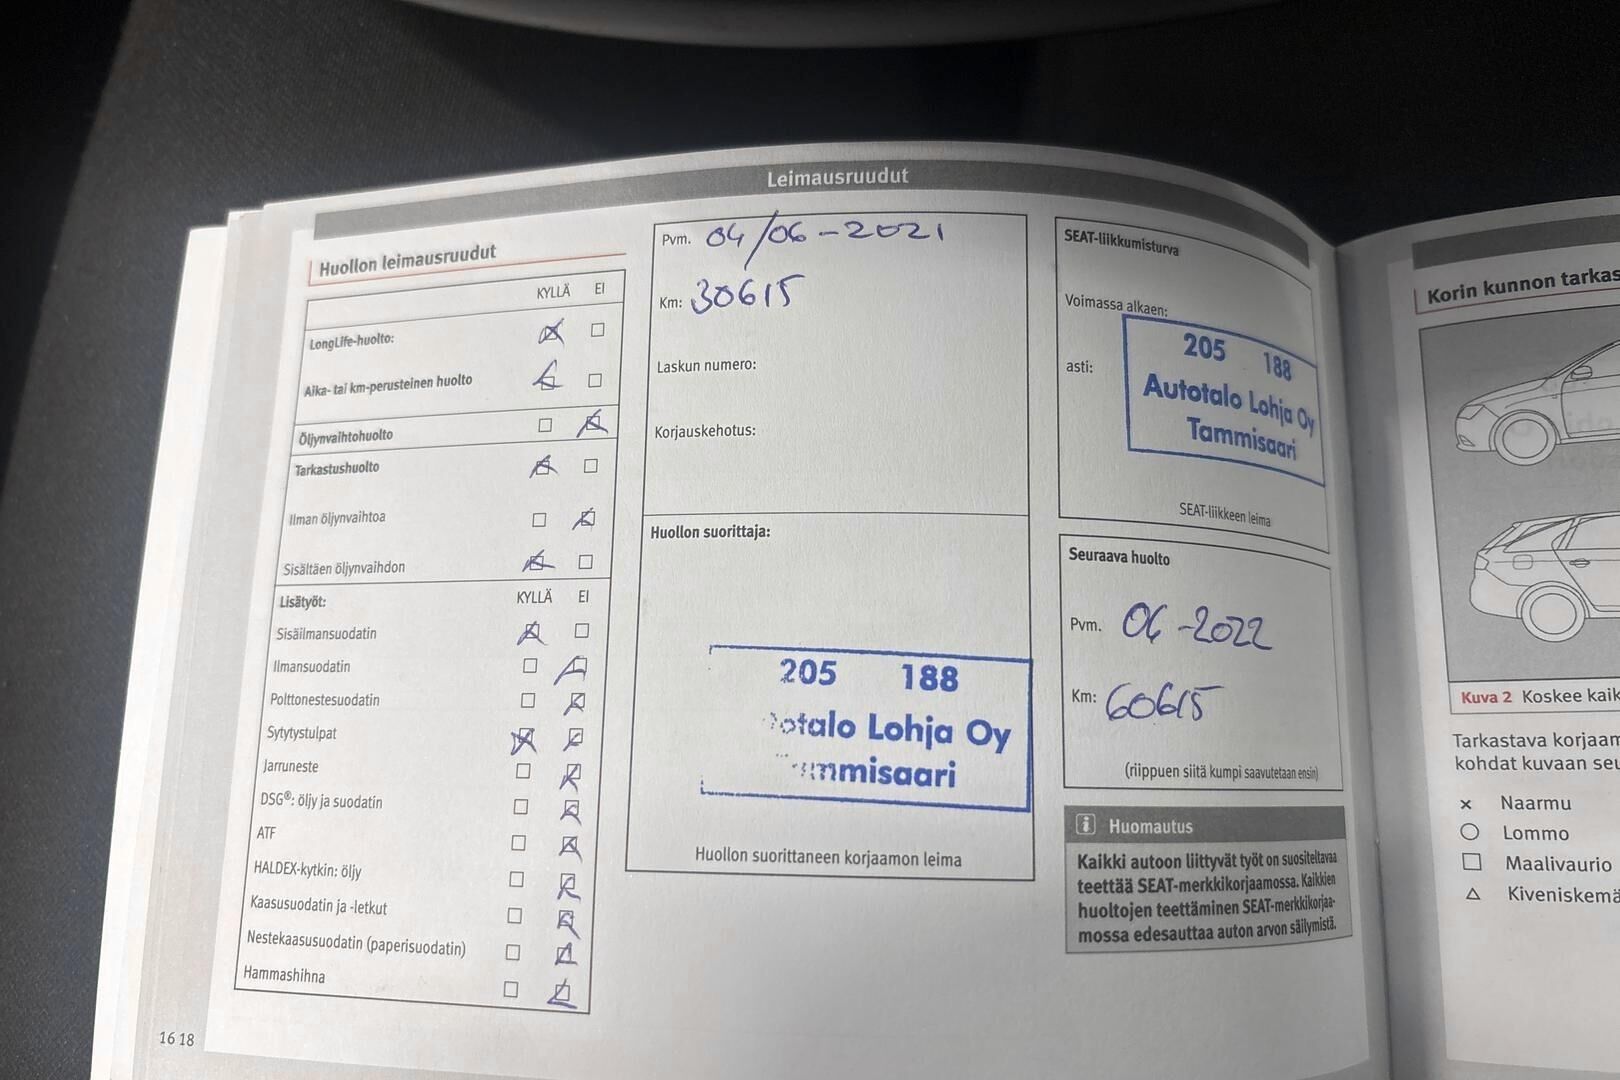 Leimausruudut
Huollon leimausruudut
KYLLÄ EI
LongLife-huolto:
Aika- tai km-perusteinen huolto
Öljynvaihtohuolto
Tarkastushuolto
Ilman öljynvaihtoa
Sisältäen öljynvaihdon
Lisätyöt: KYLLÄ EI
Sisäilmansuodatin
Ilmansuodatin
Polttonestesuodatin
Sytytystulpat
Jarruneste
DSG®: öljy ja suodatin
ATF
HALDEX-kytkin: öljy
Kaasusuodatin ja -letkut
Nestekaasusuodatin (paperisuodatin)
Hammashihna
16 18
Pvm. 04/06-2021
Km: 30615
Laskun numero:
Korjauskehotus:
Huollon suorittaja:
205 188
Lohja Oy
Huollon suorittaneen korjaamon leima
SEAT-liikkumisturva
Voimassa alkaen:
asti:
205 188
Autotalo Lohja Oy
Tammisaari
SEAT-liikkeen leima
Seuraava huolto
Pvm. 06-2022
Km: 60615
(riippuen siitä kumpi saavutetaan ensin)
i Huomautus
Kaikki autoon liittyvät työt on suositeltavaa
teettää SEAT-merkkikorjaamossa. Kaikkien
huoltojen teettäminen SEAT-merkkikorjaa-
mossa edesauttaa auton arvon säilymistä.
Korin kunnon tarkas
Kuva 2 Koskee kaik
Tarkastava korjaam
kohdat kuvaan seu
× Naarmu
○ Lommo
□ Maalivaurio
△ Kiveniskemä